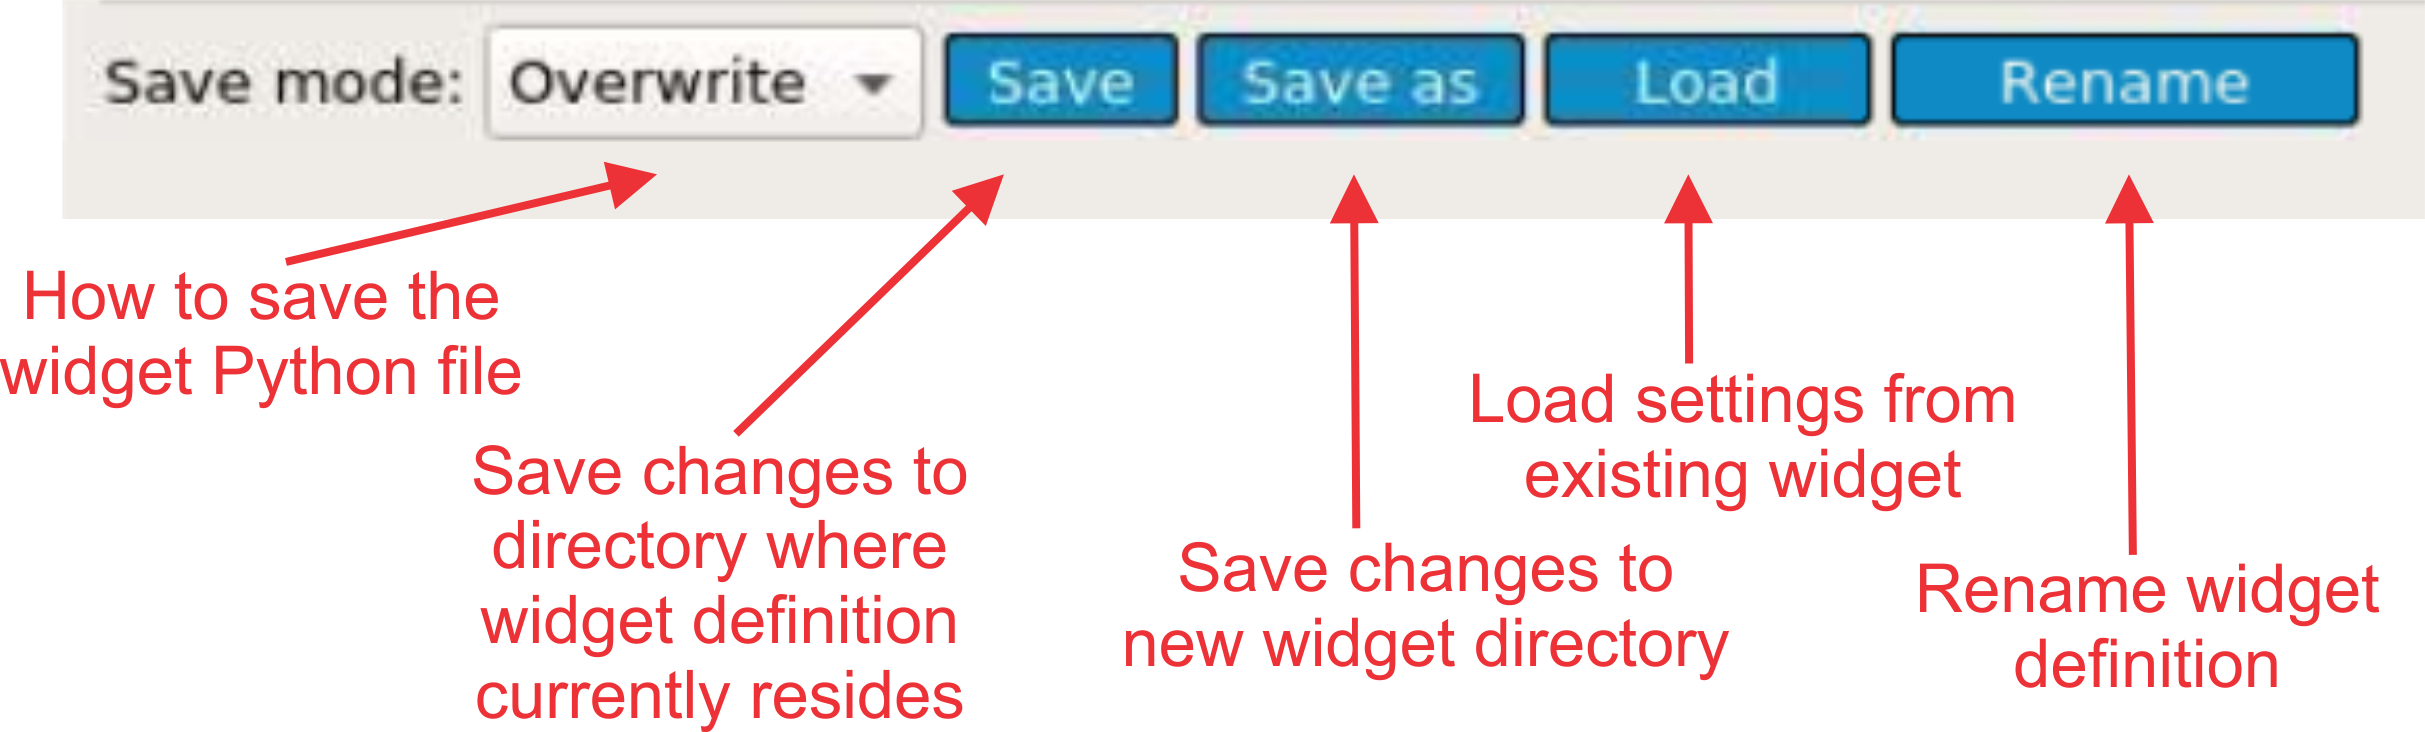 Save mode: Overwrite Save Save as Load Rename
How to save the
widget Python file
Save changes to
directory where
widget definition
currently resides
Save changes to
new widget directory
Load settings from
existing widget
Rename widget
definition